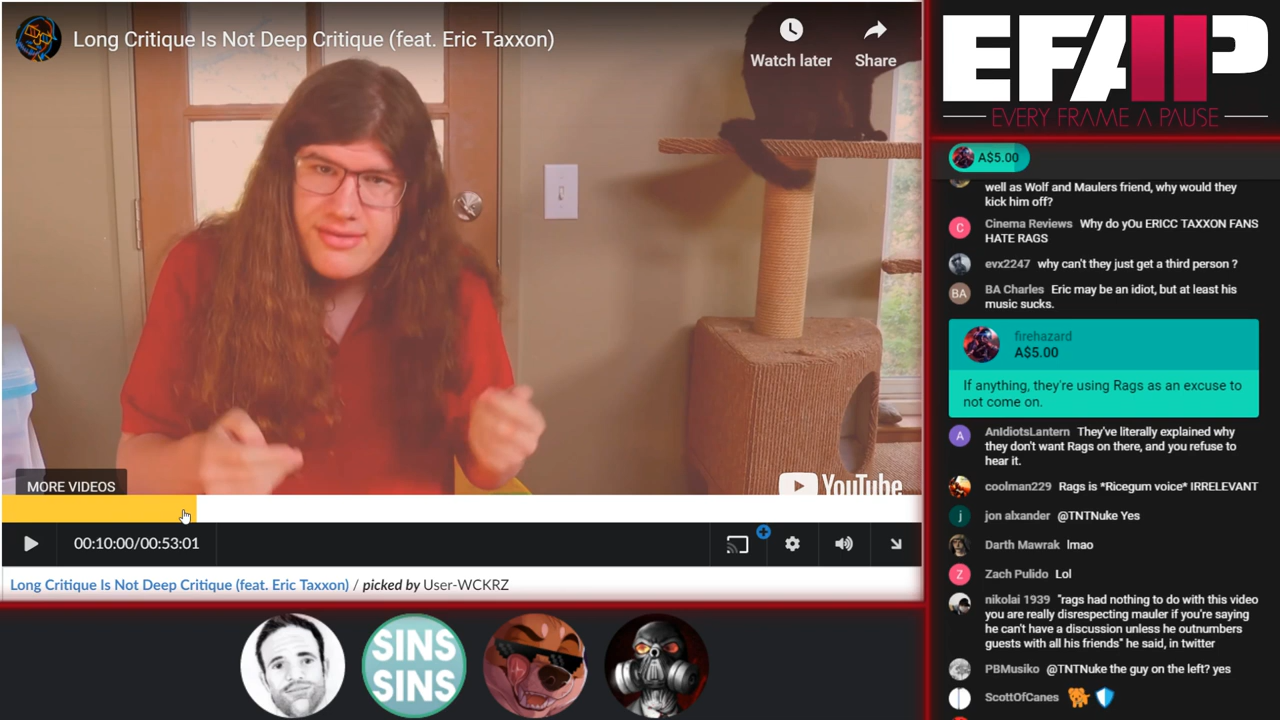 Long Critique Is Not Deep Critique (feat. Eric Taxxon)
Watch later
Share
MORE VIDEOS
YouTube
00:10:00/00:53:01
Long Critique Is Not Deep Critique (feat. Eric Taxxon) / picked by User-WCKRZ
SINS
SINS
EFAP
EVERY FRAME A PAUSE
A$5.00
well as Wolf and Maulers friend, why would they
kick him off?
C
Cinema Reviews Why do yOu ERICC TAXXON FANS
HATE RAGS
evx2247 why can't they just get a third person ?
BA
BA Charles Eric may be an idiot, but at least his
music sucks.
firehazard
A$5.00
If anything, they're using Rags as an excuse to
not come on.
A
AnIdiotsLantern They've literally explained why
they don't want Rags on there, and you refuse to
hear it.
coolman229 Rags is *Ricegum voice* IRRELEVANT
j
jon alxander @TNTNuke Yes
Darth Mawrak lmao
Z
Zach Pulido Lol
nikolai 1939 "rags had nothing to do with this video
you are really disrespecting mauler if you're saying
he can't have a discussion unless he outnumbers
guests with all his friends" he said, in twitter
PBMusiko @TNTNuke the guy on the left? yes
ScottOfCanes